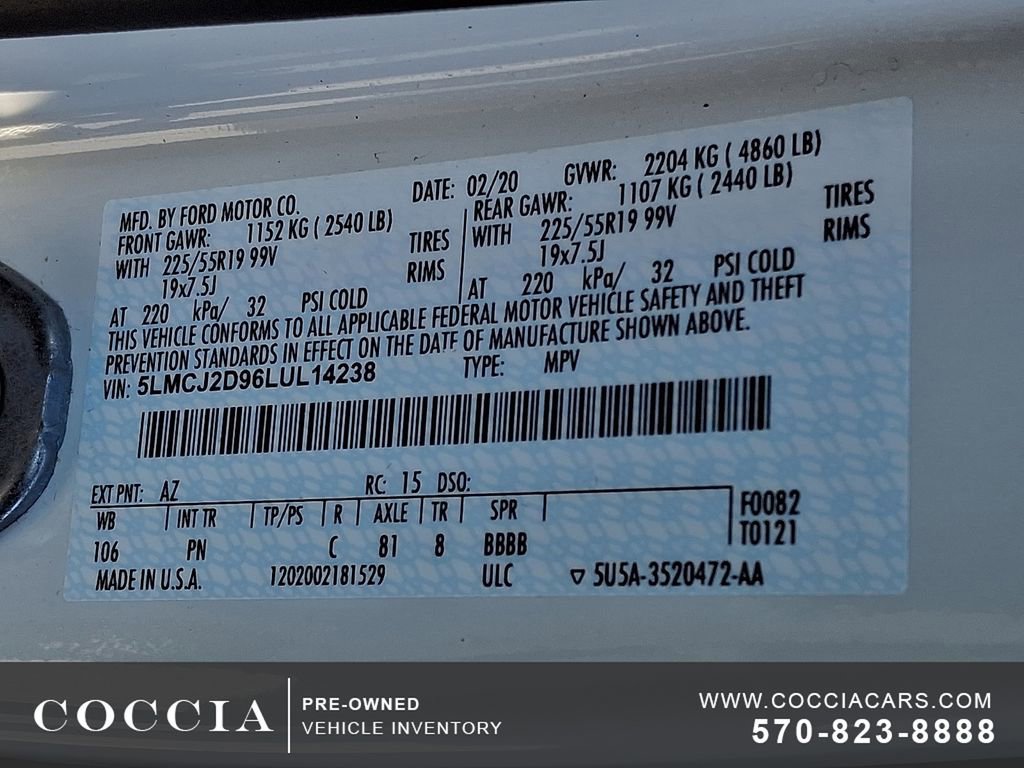 MFD. BY FORD MOTOR CO. DATE: 02/20 GVWR: 2204 KG ( 4860 LB)
FRONT GAWR: 1152 KG ( 2540 LB) REAR GAWR: 1107 KG ( 2440 LB)
WITH 225/55R19 99V TIRES WITH 225/55R19 99V TIRES
19x7.5J RIMS 19x7.5J RIMS
AT 220 kPa/ 32 PSI COLD AT 220 kPa/ 32 PSI COLD
THIS VEHICLE CONFORMS TO ALL APPLICABLE FEDERAL MOTOR VEHICLE SAFETY AND THEFT
PREVENTION STANDARDS IN EFFECT ON THE DATE OF MANUFACTURE SHOWN ABOVE.
VIN: 5LMCJ2D96LUL14238 TYPE: MPV
EXT PNT: AZ RC: 15 DSO:
WB INT TR TP/PS R AXLE TR SPR F0082
106 PN C 81 8 BBBB T0121
MADE IN U.S.A. 1202002181529 ULC ▽ 5U5A-3520472-AA
COCCIA
PRE-OWNED
VEHICLE INVENTORY
WWW.COCCIACARS.COM
570-823-8888